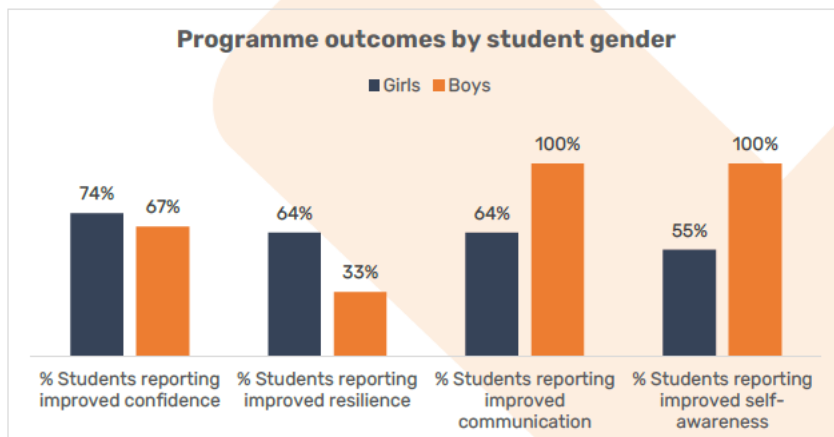 Programme outcomes by student gender
Girls Boys
74%
67%
64%
33%
64%
100%
55%
100%
% Students reporting
improved confidence
% Students reporting
improved resilience
% Students reporting
improved
communication
% Students reporting
improved self-
awareness